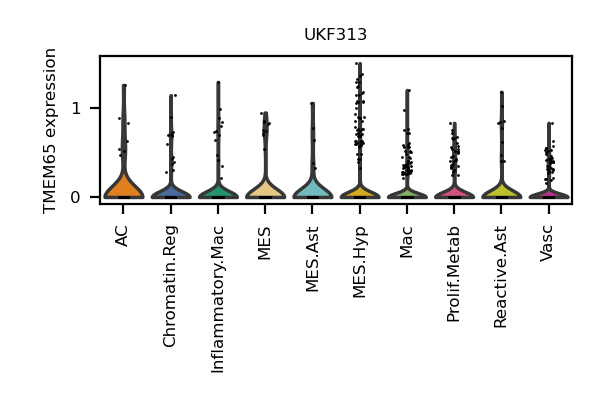 UKF313
TMEM65 expression
1
0
AC
Chromatin.Reg
Inflammatory.Mac
MES
MES.Ast
MES.Hyp
Mac
Prolif.Metab
Reactive.Ast
Vasc